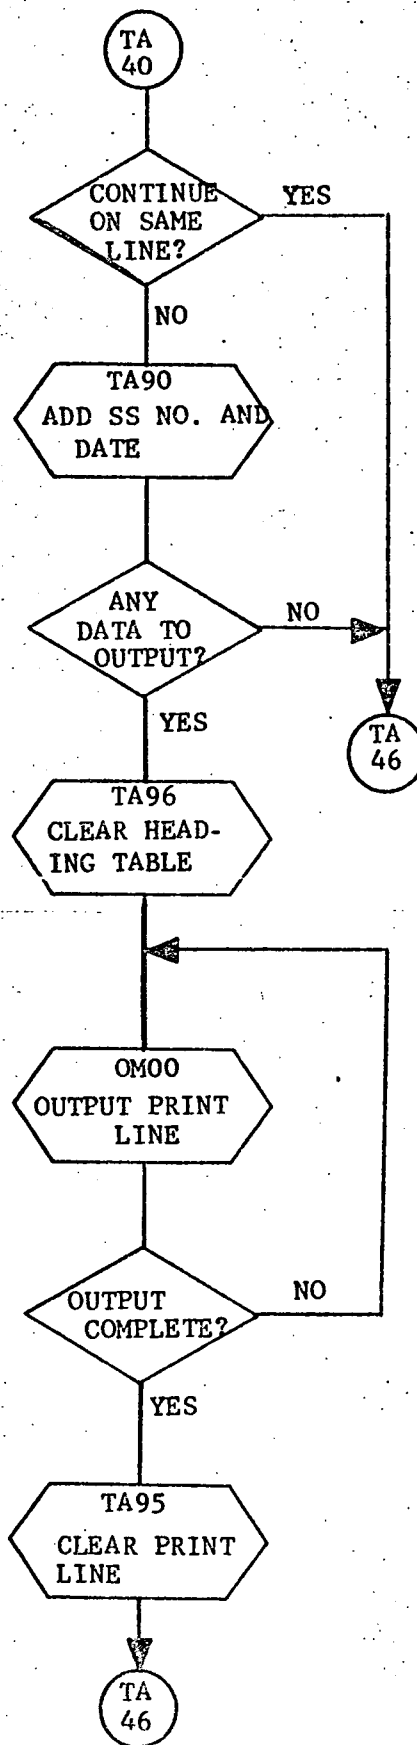 TA
40
CONTINUE
ON SAME
LINE?
YES
NO
TA90
ADD SS NO. AND
DATE
ANY
DATA TO
OUTPUT?
NO
YES
TA
46
TA96
CLEAR HEAD-
ING TABLE
OM00
OUTPUT PRINT
LINE
OUTPUT
COMPLETE?
NO
YES
TA95
CLEAR PRINT
LINE
TA
46